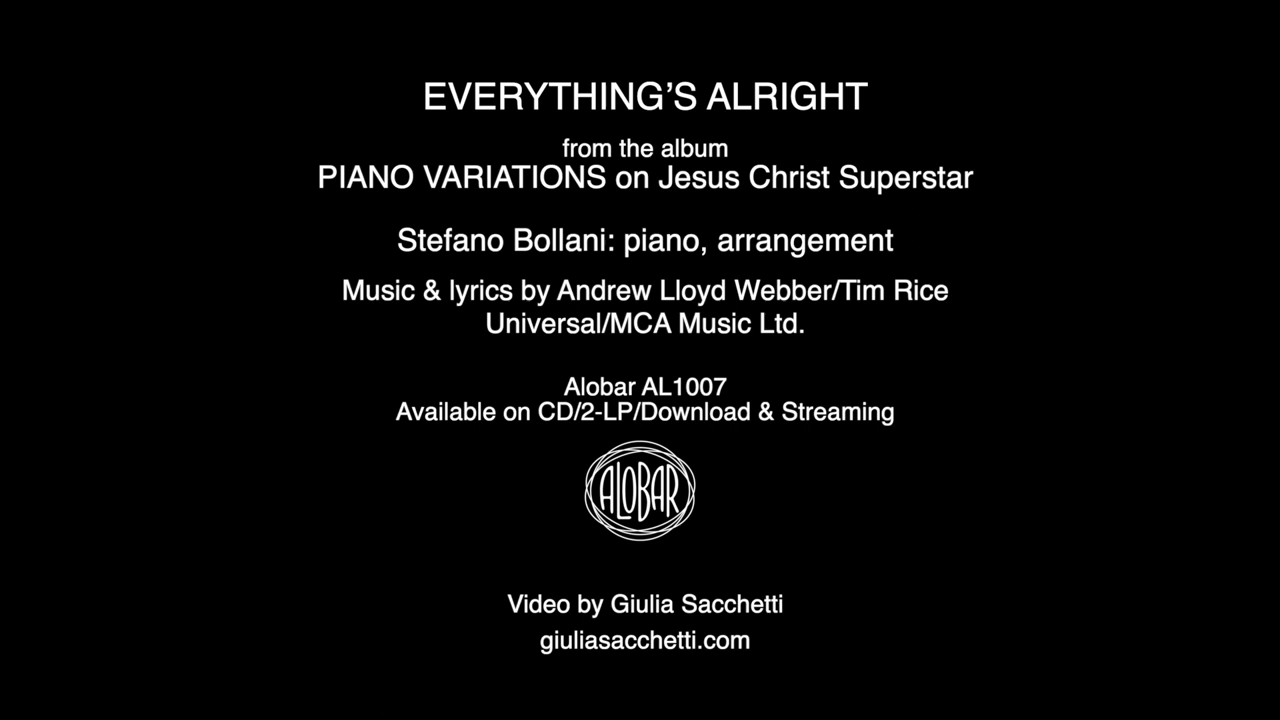 EVERYTHING’S ALRIGHT
from the album
PIANO VARIATIONS on Jesus Christ Superstar
Stefano Bollani: piano, arrangement
Music & lyrics by Andrew Lloyd Webber/Tim Rice
Universal/MCA Music Ltd.
Alobar AL1007
Available on CD/2-LP/Download & Streaming
ALOBAR
Video by Giulia Sacchetti
giuliasacchetti.com